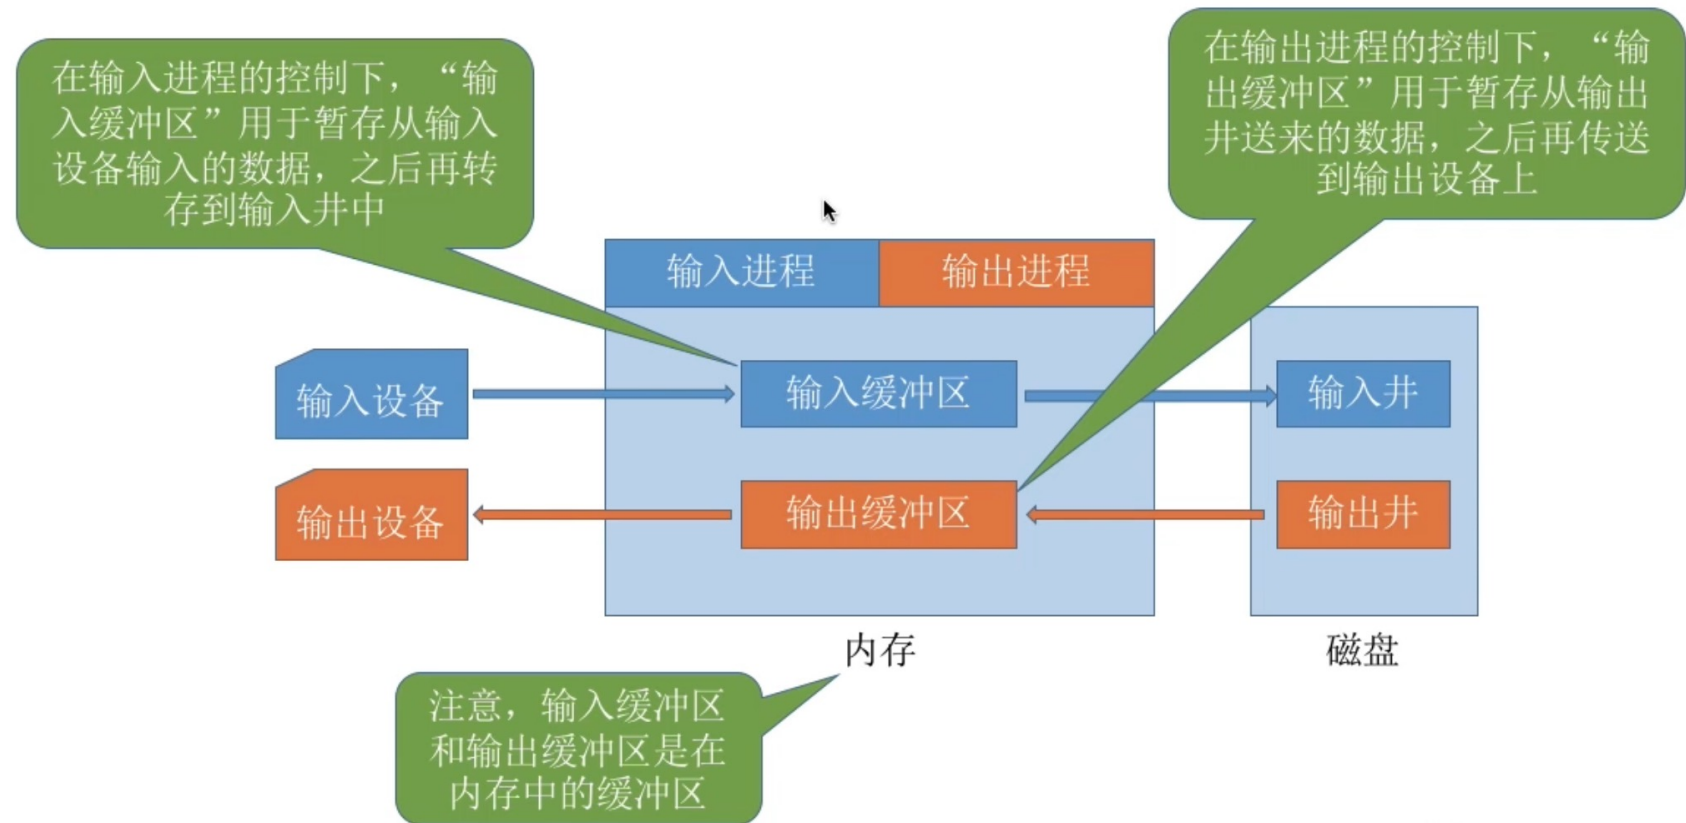 在输入进程的控制下，“输
入缓冲区”用于暂存从输入
设备输入的数据，之后再转
存到输入井中
在输出进程的控制下，“输
出缓冲区”用于暂存从输出
井送来的数据，之后再传送
到输出设备上
输入进程
输出进程
输入设备
输入缓冲区
输入井
输出设备
输出缓冲区
输出井
内存
磁盘
注意，输入缓冲区
和输出缓冲区是在
内存中的缓冲区